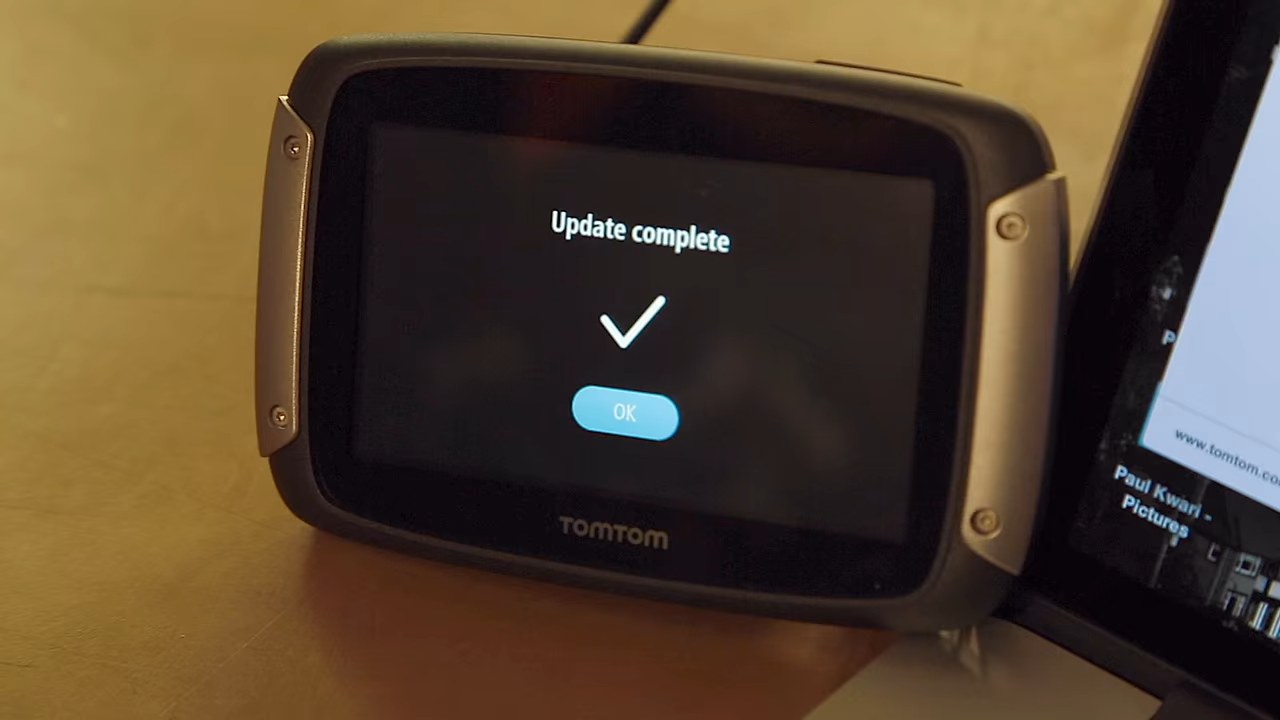 Update complete
OK
TOMTOM
www.tomtom.co
Paul Kwari -
Pictures